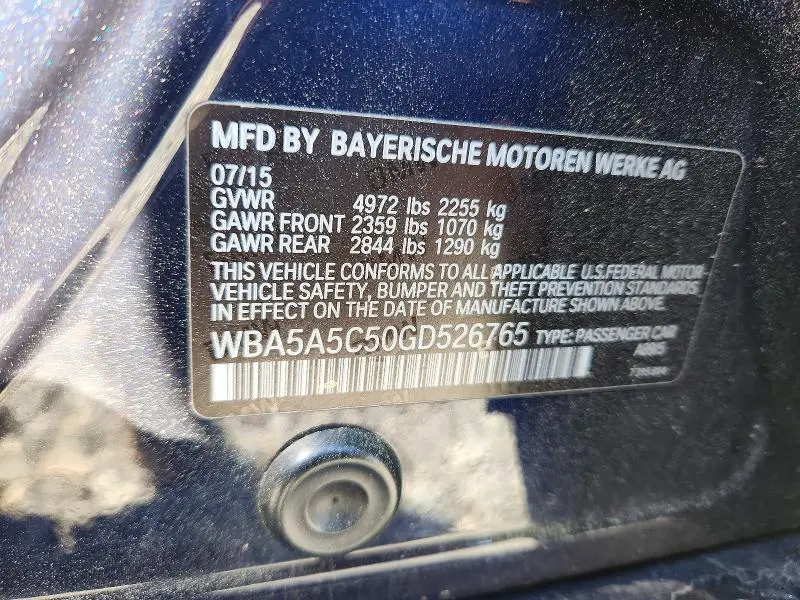 MFD BY BAYERISCHE MOTOREN WERKE AG
07/15
GVWR 4972 lbs 2255 kg
GAWR FRONT 2359 lbs 1070 kg
GAWR REAR 2844 lbs 1290 kg
THIS VEHICLE CONFORMS TO ALL APPLICABLE U.S.FEDERAL MOTOR
VEHICLE SAFETY, BUMPER AND THEFT PREVENTION STANDARDS
IN EFFECT ON THE DATE OF MANUFACTURE SHOWN ABOVE.
WBA5A5C50GD526765 TYPE: PASSENGER CAR